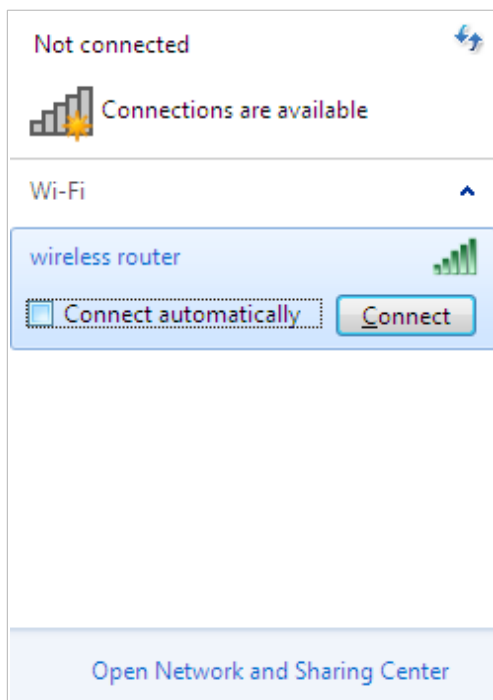 Not connected
Connections are available
Wi-Fi
wireless router
Connect automatically Connect
Open Network and Sharing Center